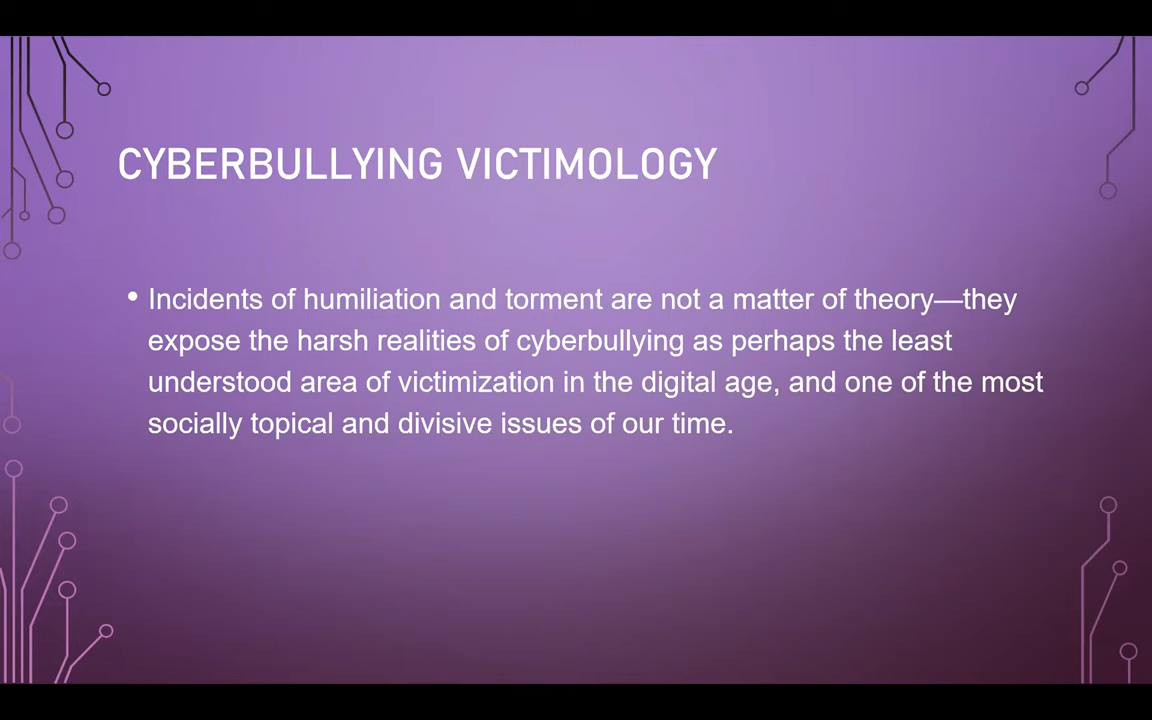 CYBERBULLYING VICTIMOLOGY
• Incidents of humiliation and torment are not a matter of theory—they
expose the harsh realities of cyberbullying as perhaps the least
understood area of victimization in the digital age, and one of the most
socially topical and divisive issues of our time.